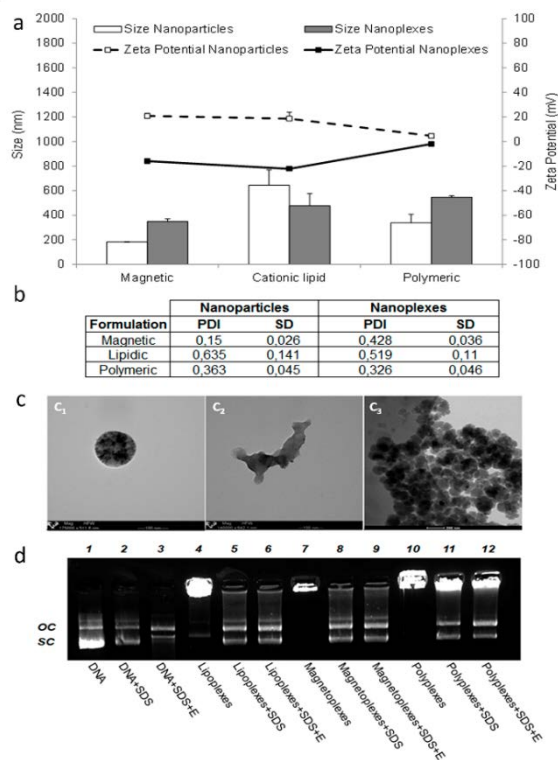 a
Size Nanoparticles
Size Nanoplexes
Zeta Potential Nanoparticles
Zeta Potential Nanoplexes
2000
1800
1600
1400
1200
1000
800
600
400
200
0
Size (nm)
100
80
60
40
20
0
-20
-40
-60
-80
-100
Zeta Potential (mV)
Magnetic Cationic lipid Polymeric
b
Nanoparticles Nanoplexes
Formulation PDI SD PDI SD
Magnetic 0,15 0,026 0,428 0,036
Lipidic 0,635 0,141 0,519 0,11
Polymeric 0,363 0,045 0,326 0,046
c
C1 C2 C3
d
1 2 3 4 5 6 7 8 9 10 11 12
OC
SC
DNA
DNA+SDS
DNA+SDS+E
Lipoplexes
Lipoplexes+SDS
Lipoplexes+SDS+E
Magnetoplexes
Magnetoplexes+SDS
Magnetoplexes+SDS+E
Polyplexes
Polyplexes+SDS
Polyplexes+SDS+E